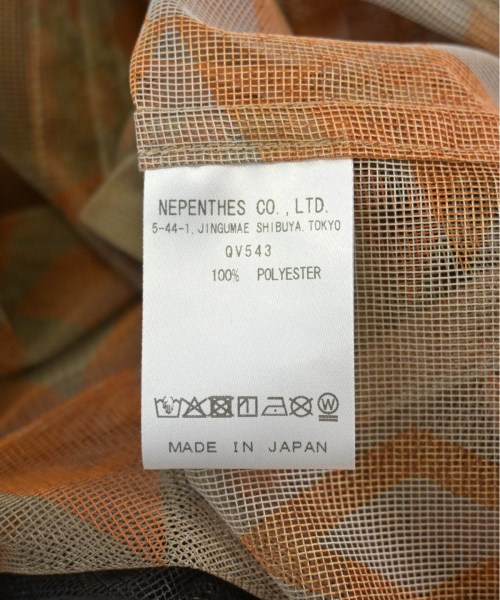 NEPENTHES CO., LTD.
5-44-1, JINGUMAE SHIBUYA. TOKYO
QV543
100% POLYESTER
W
MADE IN JAPAN